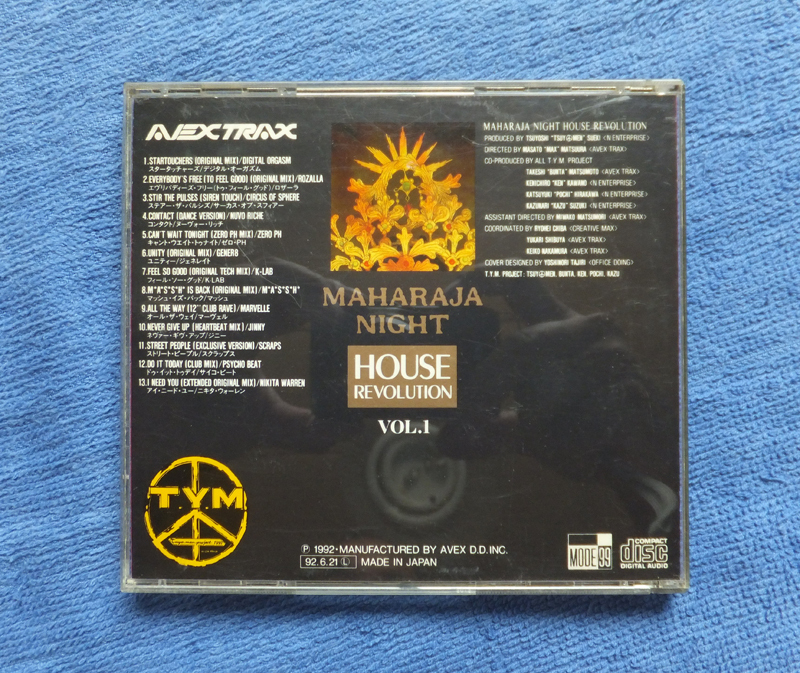 AVEX TRAX
1.STARTOUCHERS (ORIGINAL MIX)/DIGITAL ORGASM
スタータッチャーズ/デジタル・オーガズム
2.EVERYBODY'S FREE (TO FEEL GOOD) (ORIGINAL MIX)/ROZALLA
エヴリバディーズ・フリー(トゥ・フィール・グッド)/ロザーラ
3.STIR THE PULSES (SIREN TOUCH)/CIRCUS OF SPHERE
ステアー・ザ・パルシズ/サーカス・オブ・スフィアー
4.CONTACT (DANCE VERSION)/NUVO RICHE
コンタクト/ヌーヴォー・リッチ
5.CAN'T WAIT TONIGHT (ZERO PH MIX)/ZERO PH
キャント・ウエイト・トゥナイト/ゼロ・PH
6.UNITY (ORIGINAL MIX)/GENER8
ユニティー/ジェネレイト
7.FEEL SO GOOD (ORIGINAL TECH MIX)/K-LAB
フィール・ソー・グッド/K-LAB
8.M*A*S*S*H* IS BACK (ORIGINAL MIX)/M*A*S*S*H*
マッシュ・イズ・バック/マッシュ
9.ALL THE WAY (12" CLUB RAVE)/MARVELLE
オール・ザ・ウェイ/マーヴェル
10.NEVER GIVE UP (HEARTBEAT MIX)/JINNY
ネヴァー・ギヴ・アップ/ジニー
11.STREET PEOPLE (EXCLUSIVE VERSION)/SCRAPS
ストリート・ピープル/スクラップス
12.DO IT TODAY (CLUB MIX)/PSYCHO BEAT
ドゥ・イット・トゥデイ/サイコ・ビート
13.I NEED YOU (EXTENDED ORIGINAL MIX)/NIKITA WARREN
アイ・ニード・ユー/ニキタ・ウォーレン
MAHARAJA
NIGHT
HOUSE
REVOLUTION
VOL.1
MAHARAJA NIGHT HOUSE REVOLUTION
PRODUCED BY TSUYOSHI "TSUY@MEN" SUEKI <N ENTERPRISE>
DIRECTED BY MASATO "MAX" MATSUURA <AVEX TRAX>
CO-PRODUCED BY ALL T.Y.M. PROJECT
TAKESHI "BUNTA" MATSUMOTO <AVEX TRAX>
KENICHIRO "KEN" KAWANO <N ENTERPRISE>
KATSUYUKI "POCHI" HIRAKAWA <N ENTERPRISE>
KAZUNARI "KAZU" SUZUKI <N ENTERPRISE>
ASSISTANT DIRECTED BY MIWAKO MATSUMORI <AVEX TRAX>
COORDINATED BY RYOHEI CHIBA <CREATIVE MAX>
YUKARI SHIBUYA <AVEX TRAX>
KEIKO NAKAMURA <AVEX TRAX>
COVER DESIGNED BY YOSHINORI TAJIRI <OFFICE DOING>
T.Y.M. PROJECT : TSUY@MEN, BUNTA, KEN, POCHI, KAZU
T.Y.M
Ⓟ 1992・MANUFACTURED BY AVEX D.D. INC.
92.6.21 Ⓛ MADE IN JAPAN
MODE 99
COMPACT
disc
DIGITAL AUDIO